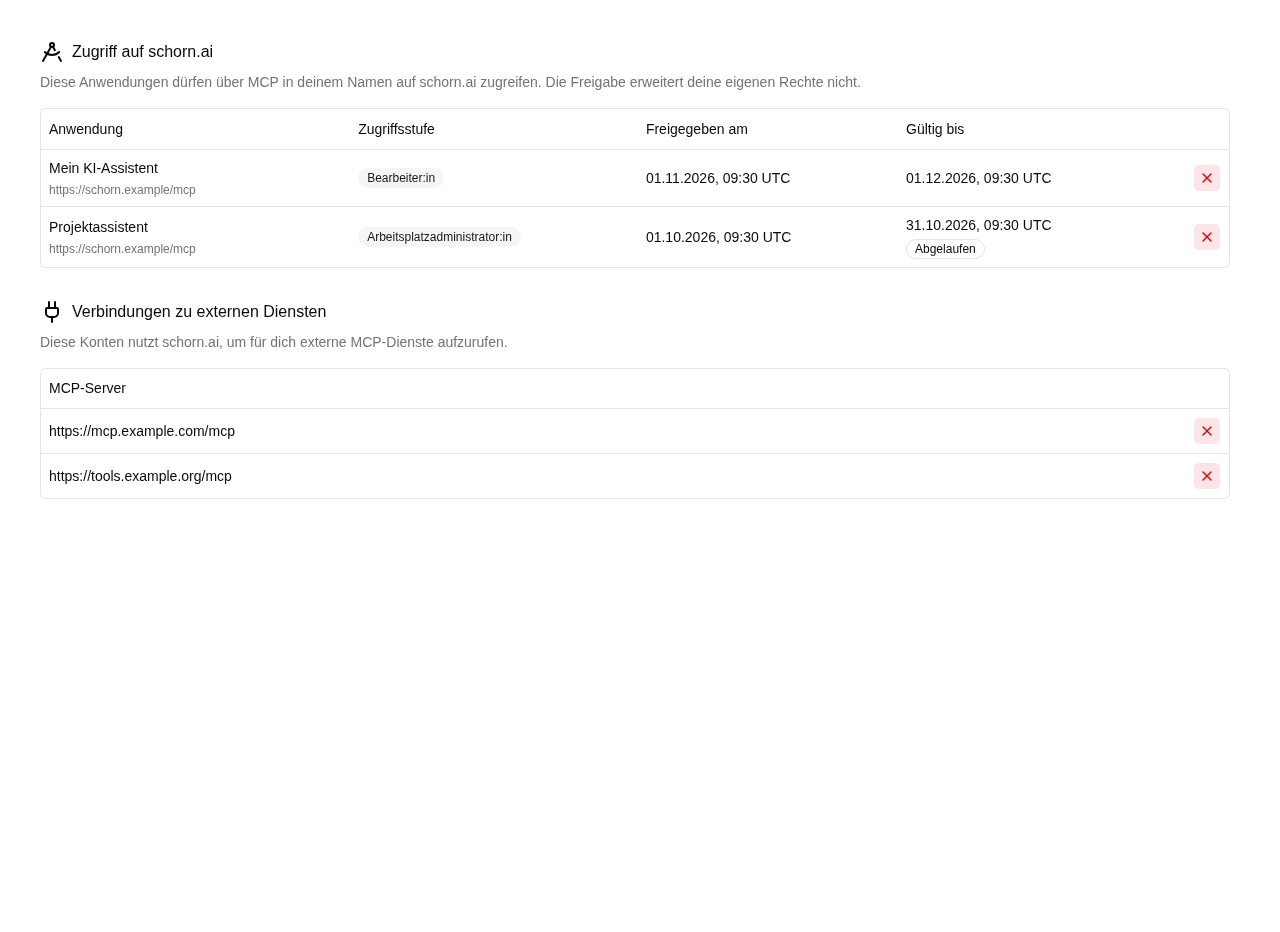 Zugriff auf schorn.ai
Diese Anwendungen dürfen über MCP in deinem Namen auf schorn.ai zugreifen. Die Freigabe erweitert deine eigenen Rechte nicht.
Anwendung Zugriffsstufe Freigegeben am Gültig bis
Mein KI-Assistent
https://schorn.example/mcp
Bearbeiter:in
01.11.2026, 09:30 UTC
01.12.2026, 09:30 UTC
Projektassistent
https://schorn.example/mcp
Arbeitsplatzadministrator:in
01.10.2026, 09:30 UTC
31.10.2026, 09:30 UTC
Abgelaufen
Verbindungen zu externen Diensten
Diese Konten nutzt schorn.ai, um für dich externe MCP-Dienste aufzurufen.
MCP-Server
https://mcp.example.com/mcp
https://tools.example.org/mcp